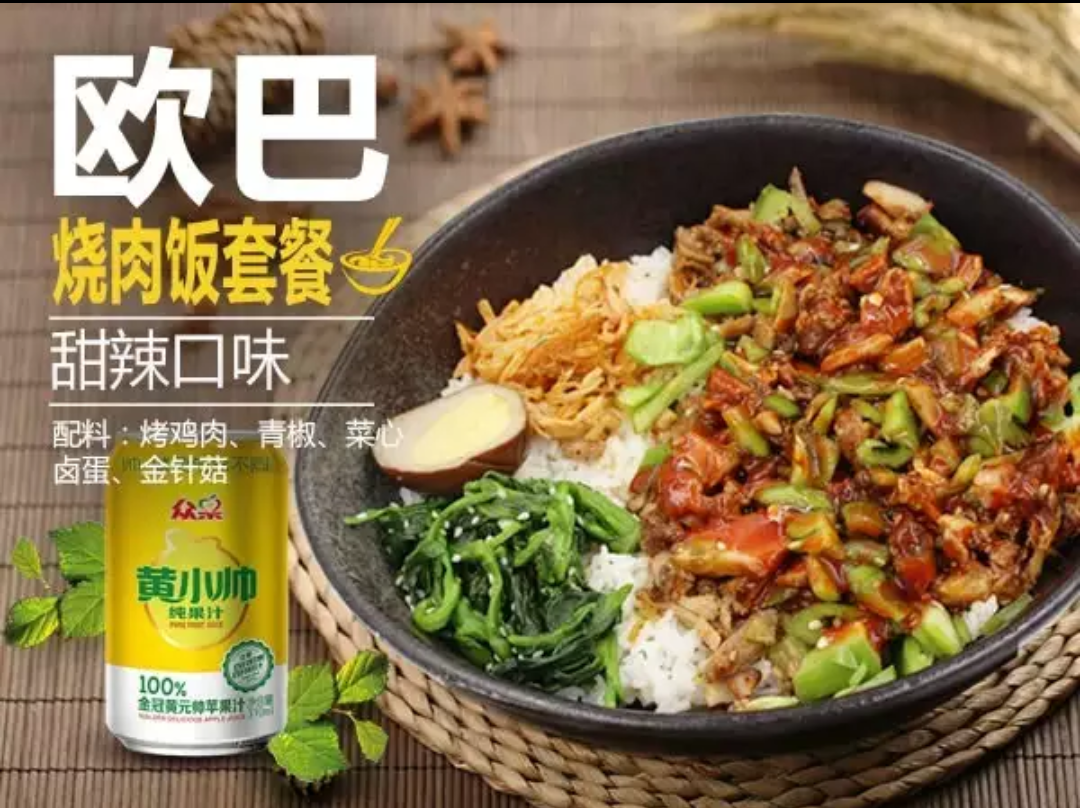 欧巴
烧肉饭套餐
甜辣口味
配料：烤鸡肉、青椒、菜心
卤蛋、金针菇
众果
黄小帅
纯果汁
100%
金冠黄元帅苹果汁